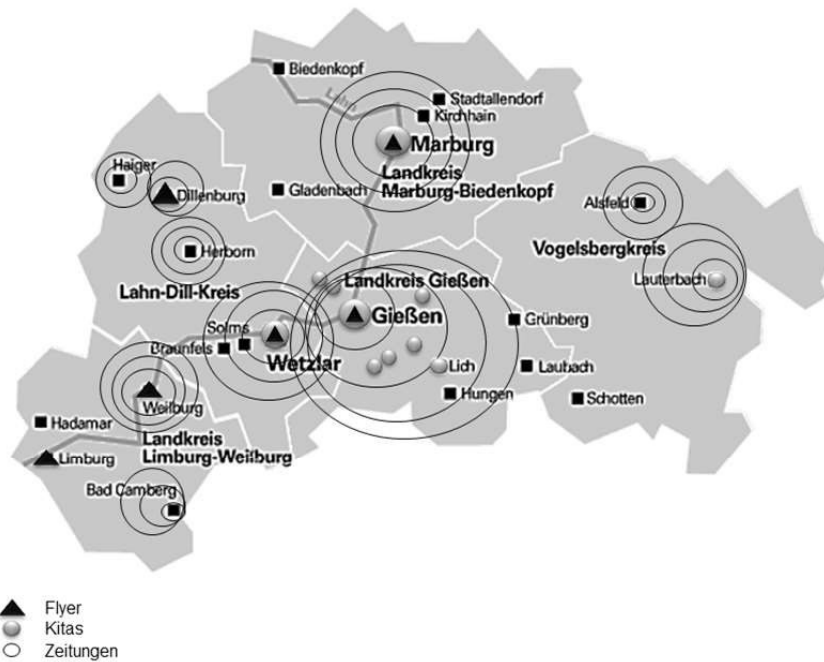 Biedenkopf
Lahn
Stadtallendorf
Kirchhain
Marburg
Landkreis
Marburg-Biedenkopf
Gladenbach
Haiger
Dillenburg
Herborn
Lahn-Dill-Kreis
Alsfeld
Vogelsbergkreis
Lauterbach
Landkreis Gießen
Gießen
Grünberg
Solms
Braunfels
Wetzlar
Lich
Laubach
Hungen
Schotten
Weilburg
Hadamar
Landkreis
Limburg-Weilburg
Limburg
Bad Camberg
Flyer
Kitas
Zeitungen